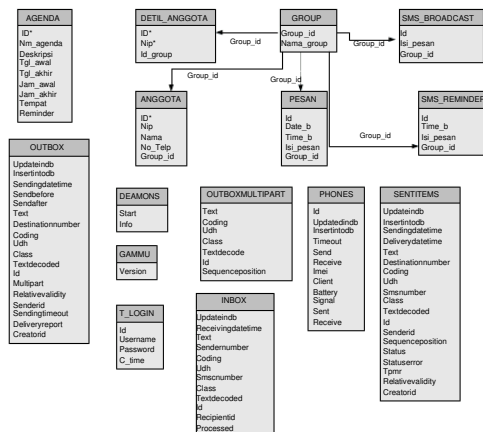 AGENDA
ID*
Nm_agenda
Deskripsi
Tgl_awal
Tgl_akhir
Jam_awal
Jam_akhir
Tempat
Reminder
DETIL_ANGGOTA
ID*
Nip*
Id_group
Group_id
GROUP
Group_id
Nama_group
Group_id
SMS_BROADCAST
Id
Isi_pesan
Group_id
Group_id
Group_id
ANGGOTA
ID*
Nip
Nama
No_Telp
Group_id
PESAN
Id
Date_b
Time_b
Isi_pesan
Group_id
Group_id
SMS_REMINDER
Id
Time_b
Isi_pesan
Group_id
OUTBOX
Updateindb
Insertintodb
Sendingdatetime
Sendbefore
Sendafter
Text
Destinationnumber
Coding
Udh
Class
Textdecoded
Id
Multipart
Relativevalidity
Senderid
Sendingtimeout
Deliveryreport
Creatorid
DEAMONS
Start
Info
GAMMU
Version
T_LOGIN
Id
Username
Password
C_time
OUTBOXMULTIPART
Text
Coding
Udh
Class
Textdecode
Id
Sequenceposition
INBOX
Updateindb
Receivingdatetime
Text
Sendernumber
Coding
Udh
Smscnumber
Class
Textdecoded
Id
Recipientid
Processed
PHONES
Id
Updatedindb
Insertintodb
Timeout
Send
Receive
Imei
Client
Battery
Signal
Sent
Receive
SENTITEMS
Updateindb
Insertintodb
Sendingdatetime
Deliverydatetime
Text
Destinationnumber
Coding
Udh
Smsnumber
Class
Textdecoded
Id
Senderid
Sequenceposition
Status
Statuserror
Tpmr
Relativevalidity
Creatorid